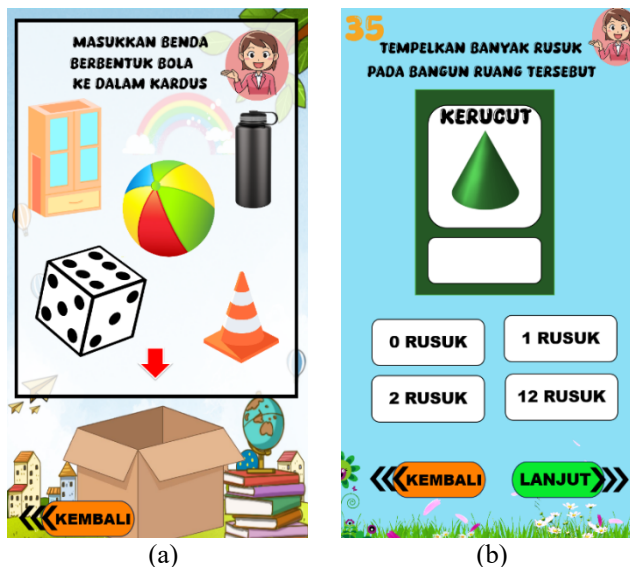 MASUKKAN BENDA
BERBENTUK BOLA
KE DALAM KARDUS
KEMBALI
(a)
35
TEMPELKAN BANYAK RUSUK
PADA BANGUN RUANG TERSEBUT
KERUCUT
0 RUSUK
1 RUSUK
2 RUSUK
12 RUSUK
KEMBALI
LANJUT
(b)